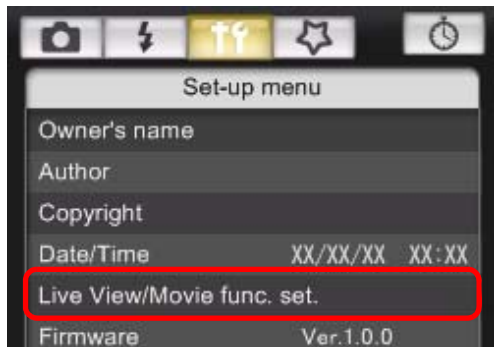 Set-up menu
Owner's name
Author
Copyright
Date/Time XX/XX/XX XX:XX
Live View/Movie func. set.
Firmware Ver.1.0.0